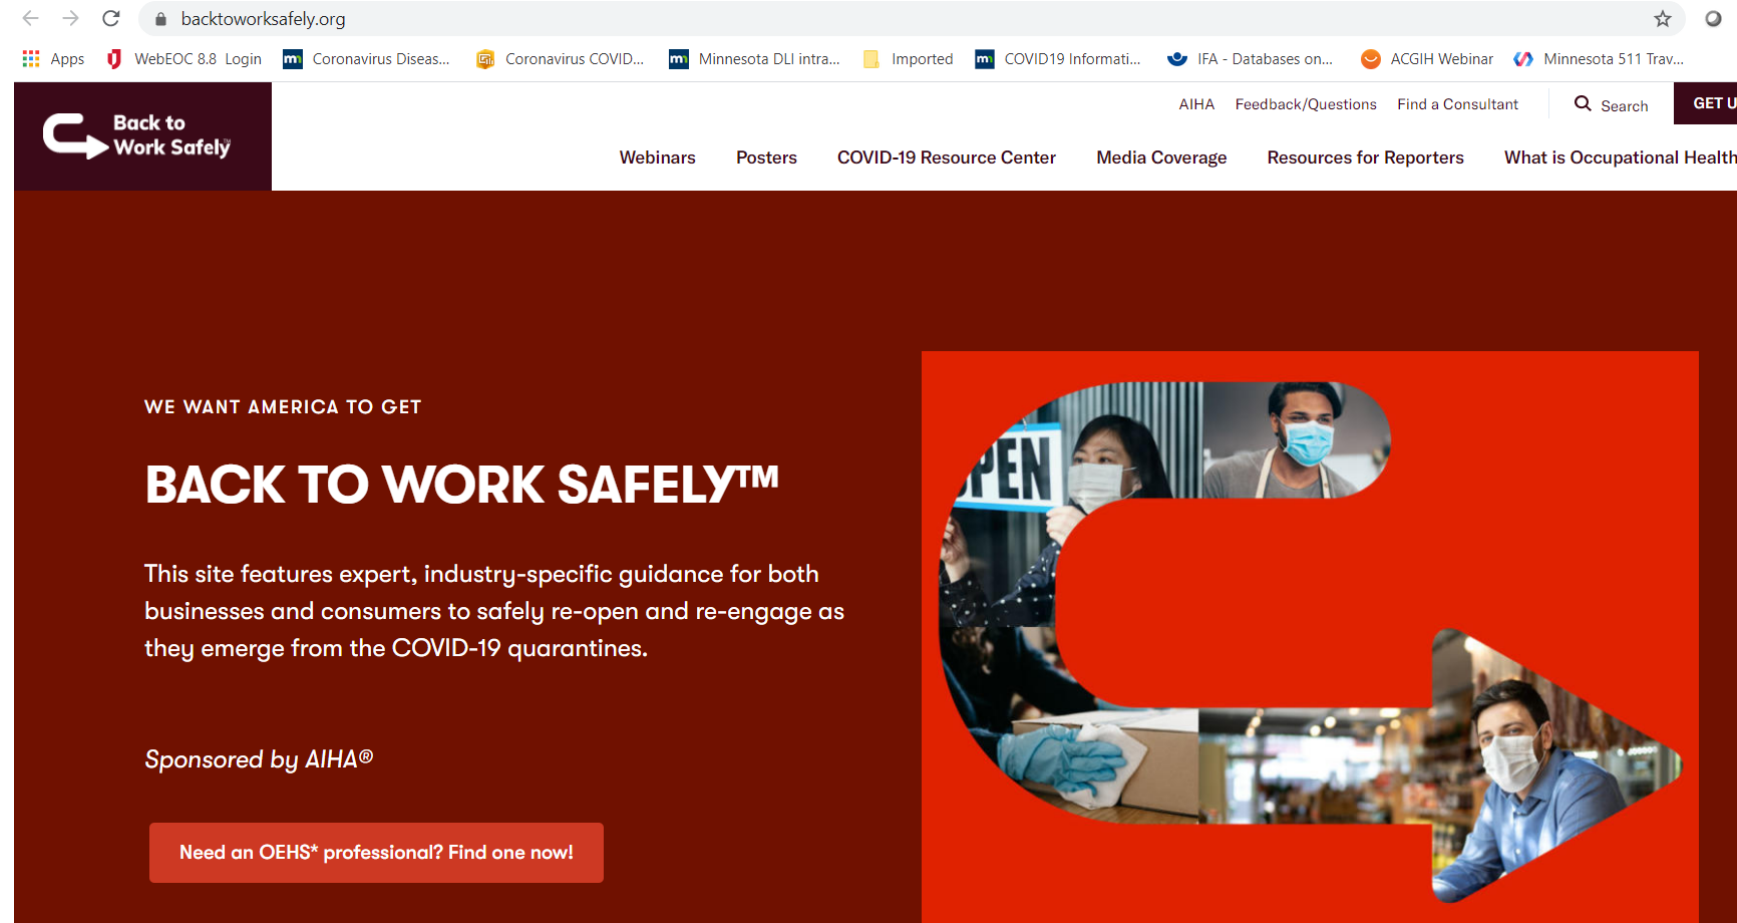 backtoworksafely.org
Apps WebEOC 8.8 Login Coronavirus Diseas... Coronavirus COVID... Minnesota DLI intra... Imported COVID19 Informati... IFA - Databases on... ACGIH Webinar Minnesota 511 Trav...
AIHA Feedback/Questions Find a Consultant Search GET U
Back to
Work Safely™
Webinars Posters COVID-19 Resource Center Media Coverage Resources for Reporters What is Occupational Health
WE WANT AMERICA TO GET
BACK TO WORK SAFELY™
This site features expert, industry-specific guidance for both
businesses and consumers to safely re-open and re-engage as
they emerge from the COVID-19 quarantines.
Sponsored by AIHA®
Need an OEHS* professional? Find one now!
PEN